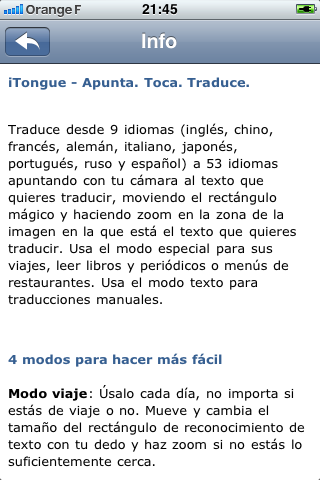 Orange F
21:45
Info
iTongue - Apunta. Toca. Traduce.
Traduce desde 9 idiomas (inglés, chino,
francés, alemán, italiano, japonés,
portugués, ruso y español) a 53 idiomas
apuntando con tu cámara al texto que
quieres traducir, moviendo el rectángulo
mágico y haciendo zoom en la zona de la
imagen en la que está el texto que quieres
traducir. Usa el modo especial para sus
viajes, leer libros y periódicos o menús de
restaurantes. Usa el modo texto para
traducciones manuales.
4 modos para hacer más fácil
Modo viaje: Úsalo cada día, no importa si
estás de viaje o no. Mueve y cambia el
tamaño del rectángulo de reconocimiento de
texto con tu dedo y haz zoom si no estás lo
suficientemente cerca.